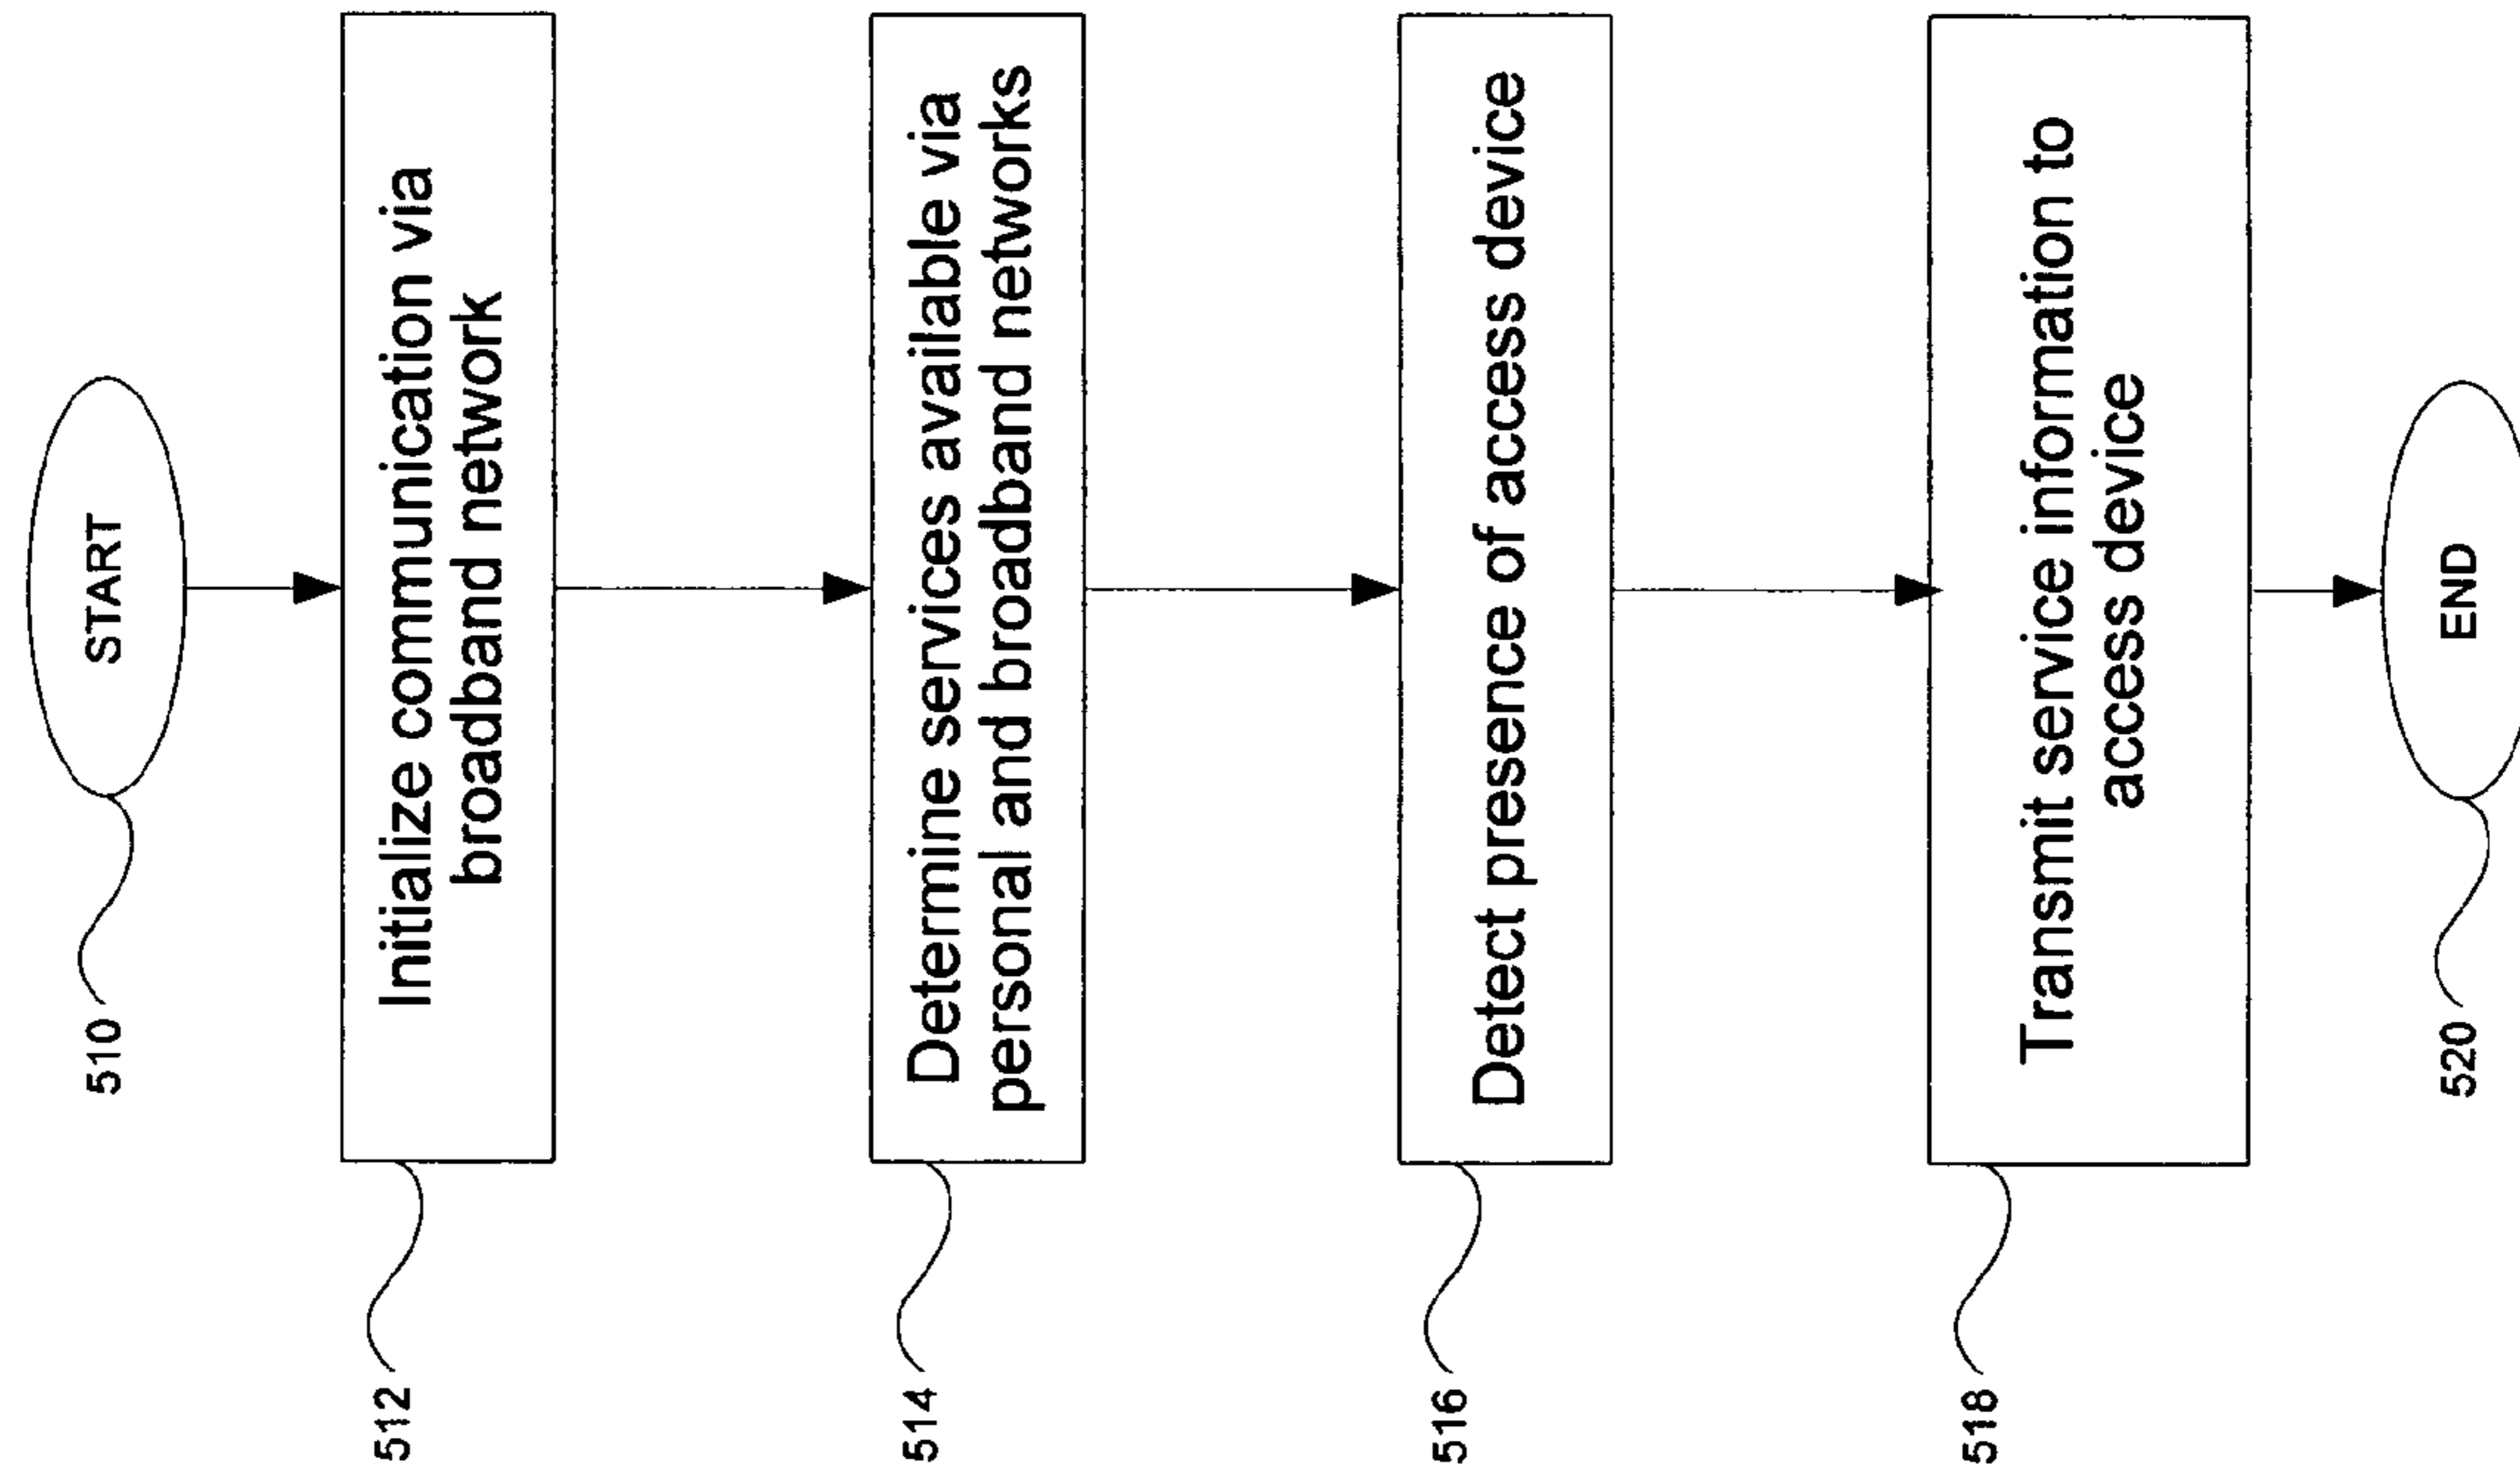 START
510
Initialize communication via
broadband network
512
Determine services available via
personal and broadband networks
514
Detect presence of access device
516
Transmit service information to
access device
518
END
520